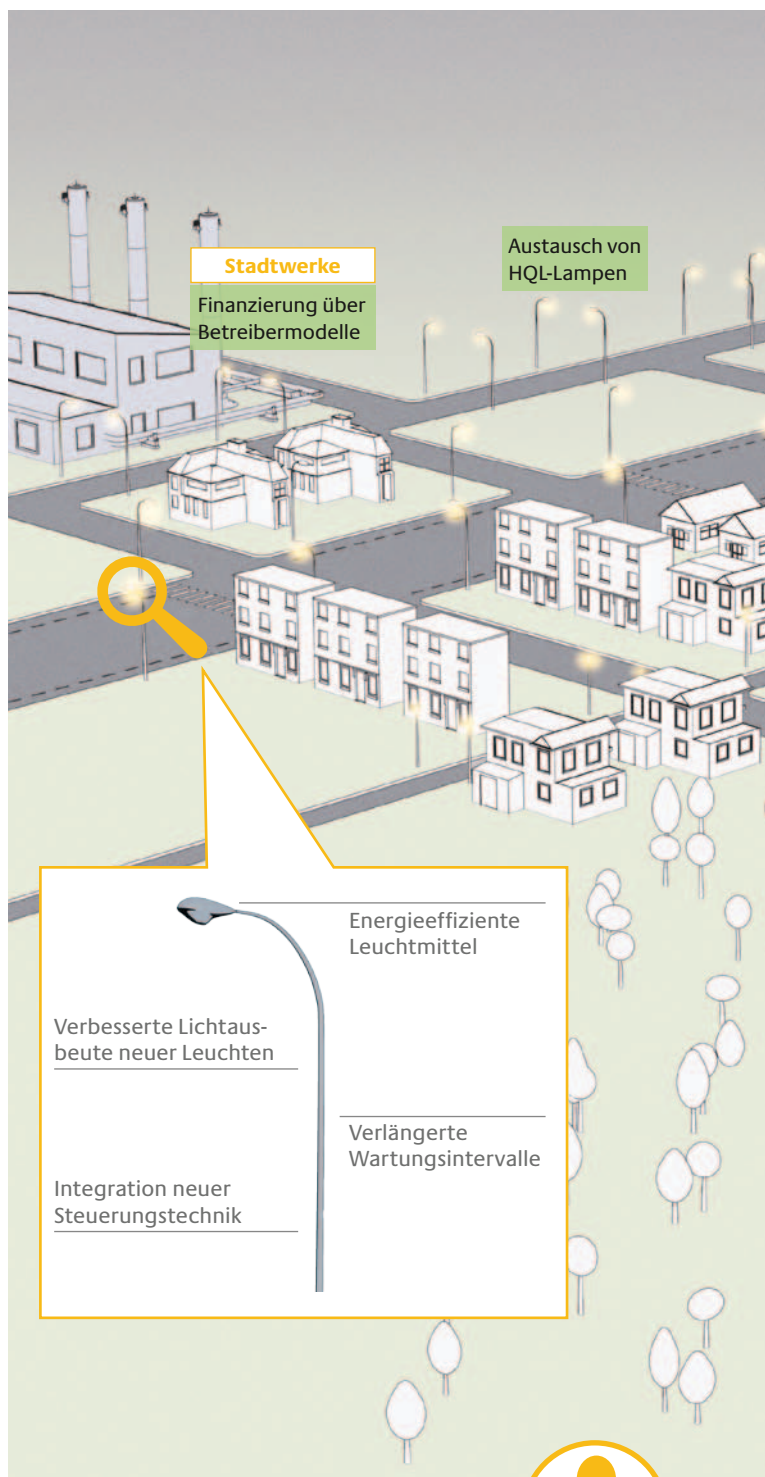 Stadtwerke
Finanzierung über
Betreibermodelle
Austausch von
HQL-Lampen
Energieeffiziente
Leuchtmittel
Verbesserte Lichtaus-
beute neuer Leuchten
Verlängerte
Wartungsintervalle
Integration neuer
Steuerungstechnik